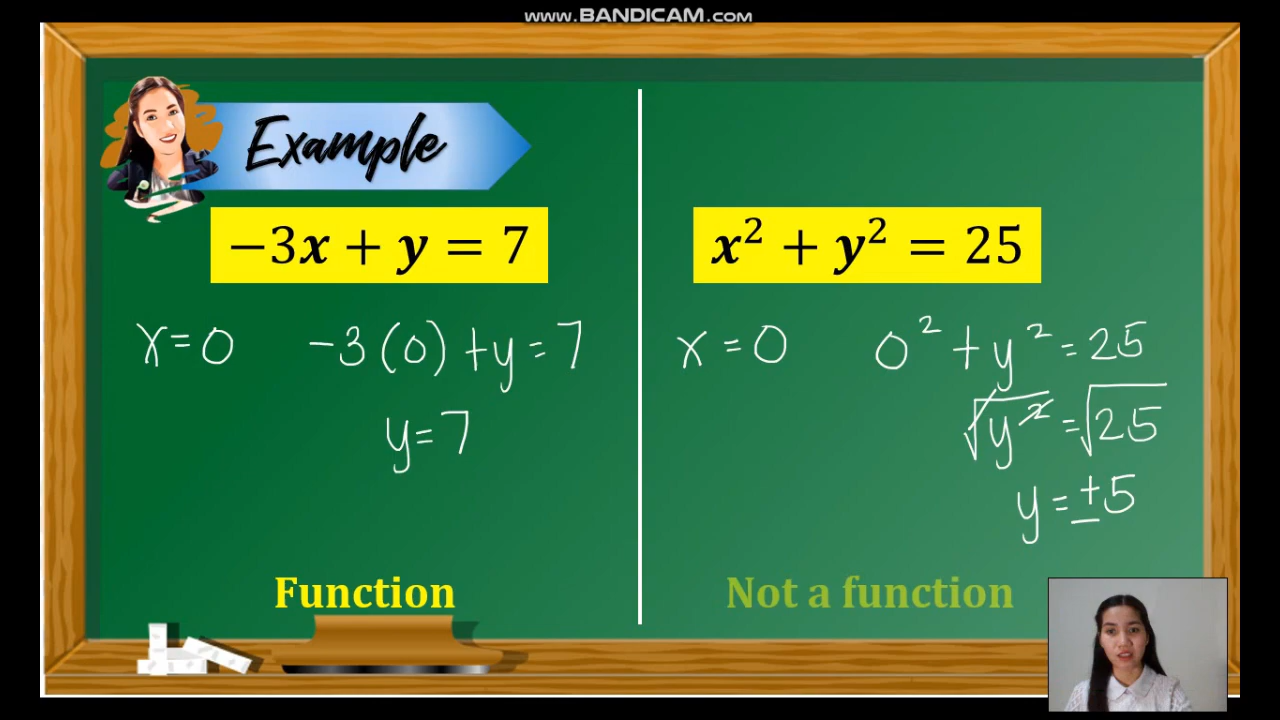 www.BANDICAM.com
Example
−3x + y = 7
x=0 −3(0)+y=7
y=7
Function
x² + y² = 25
x=0 0²+y²=25
√y²=√25
y=±5
Not a function